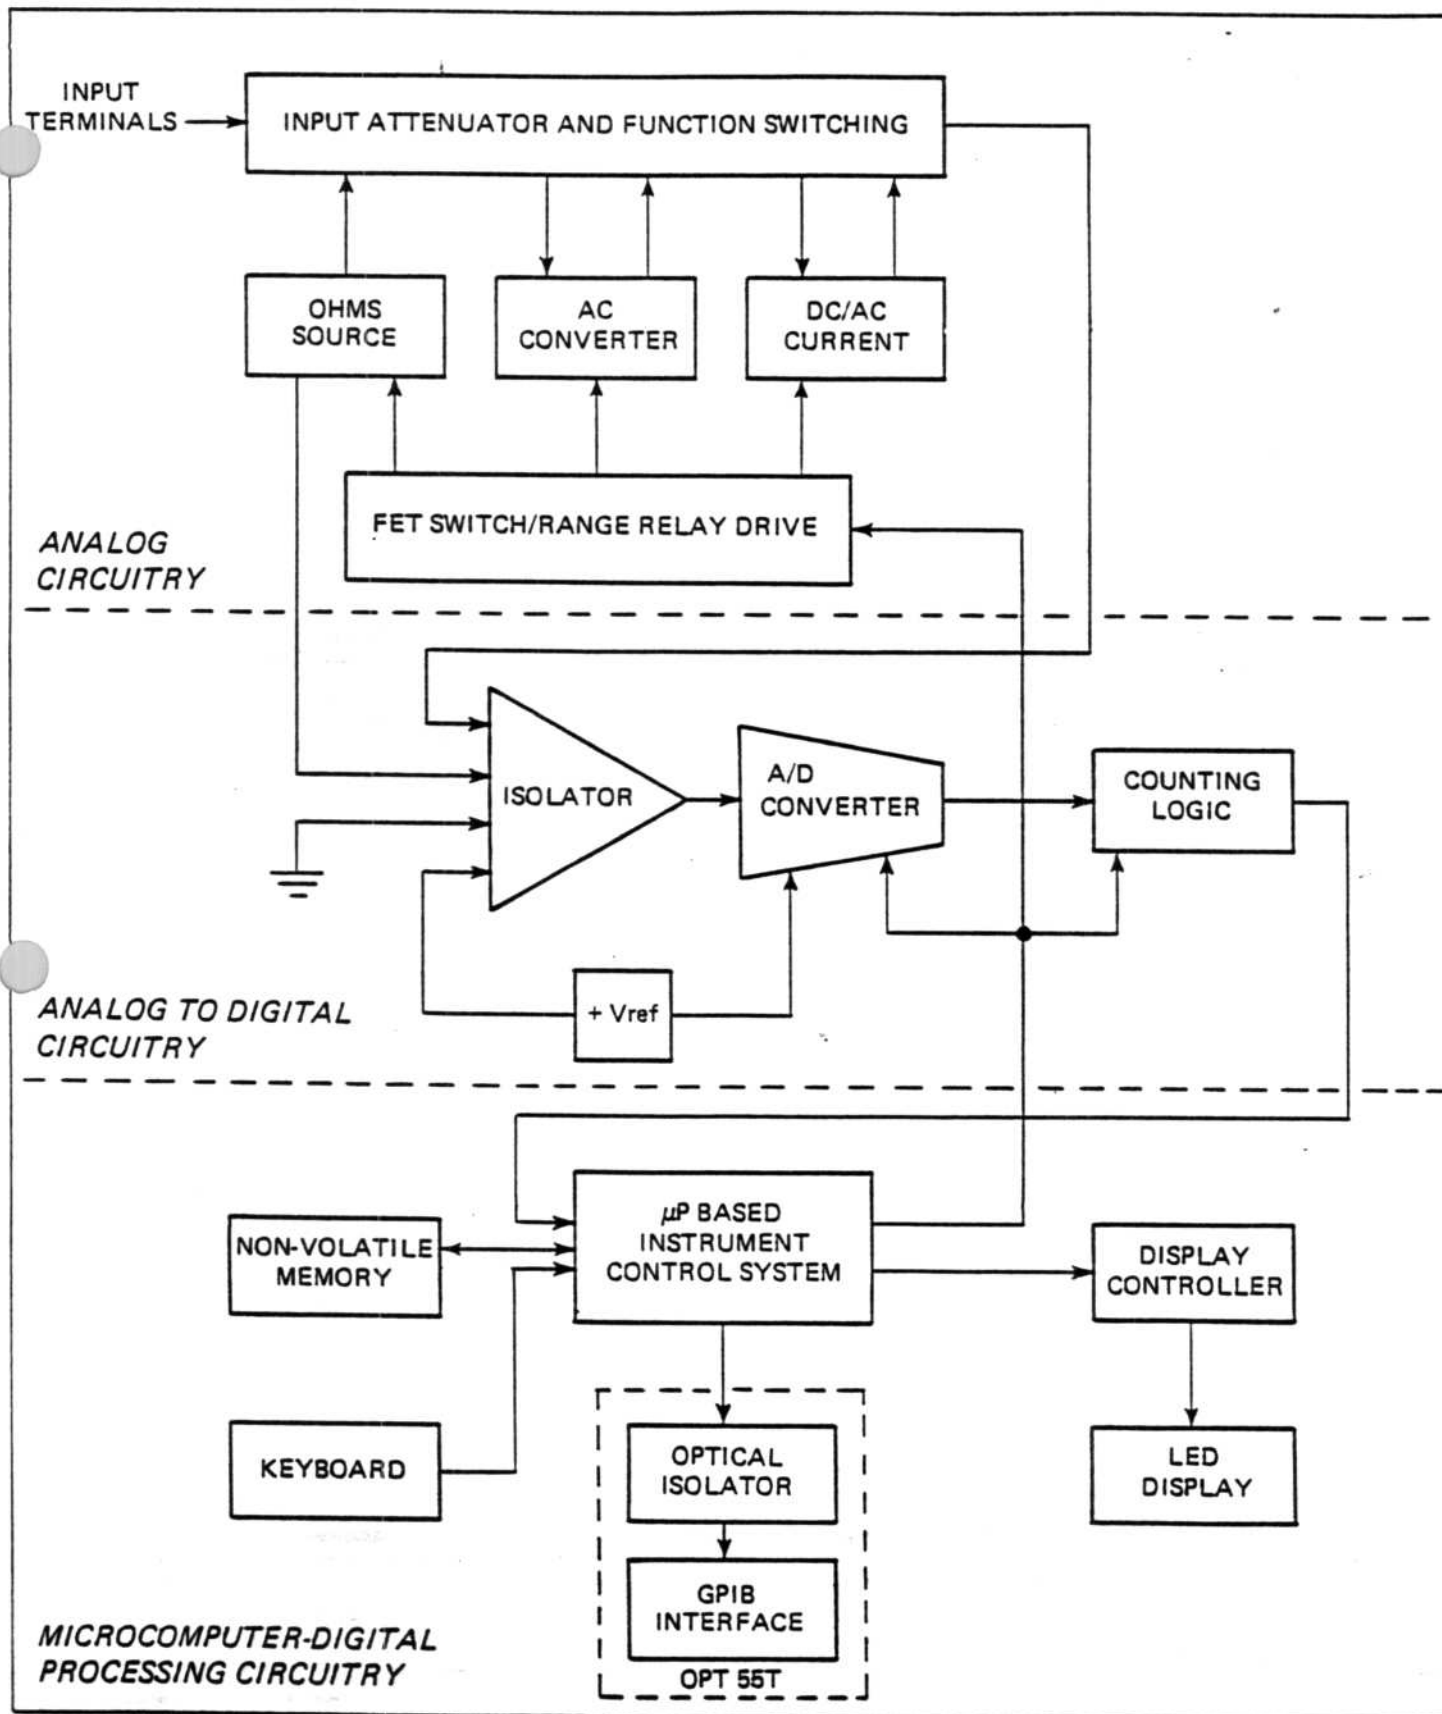 INPUT
TERMINALS
INPUT ATTENUATOR AND FUNCTION SWITCHING
OHMS
SOURCE
AC
CONVERTER
DC/AC
CURRENT
FET SWITCH/RANGE RELAY DRIVE
ANALOG
CIRCUITRY
ISOLATOR
A/D
CONVERTER
COUNTING
LOGIC
+ Vref
ANALOG TO DIGITAL
CIRCUITRY
µP BASED
INSTRUMENT
CONTROL SYSTEM
NON-VOLATILE
MEMORY
DISPLAY
CONTROLLER
KEYBOARD
OPTICAL
ISOLATOR
LED
DISPLAY
GPIB
INTERFACE
OPT 55T
MICROCOMPUTER-DIGITAL
PROCESSING CIRCUITRY